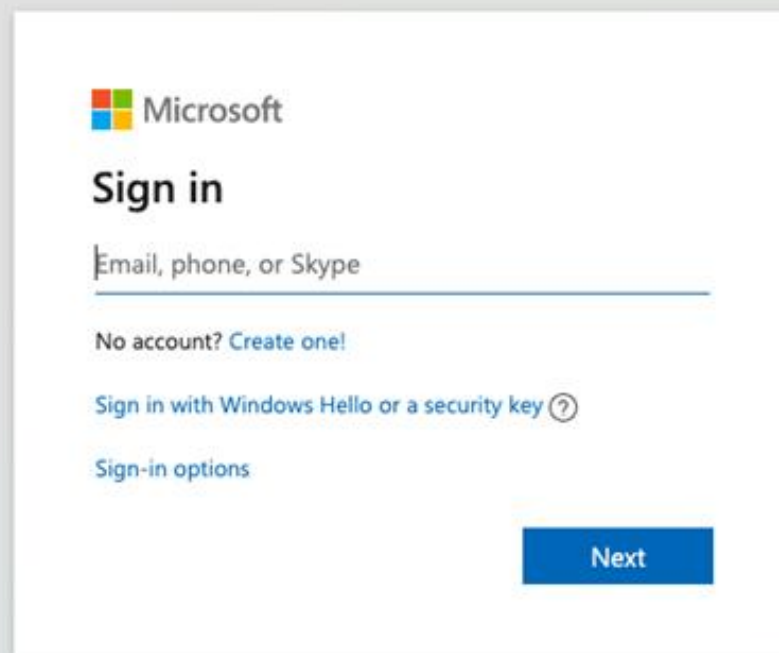 Microsoft
Sign in
Email, phone, or Skype
No account? Create one!
Sign in with Windows Hello or a security key ?
Sign-in options
Next